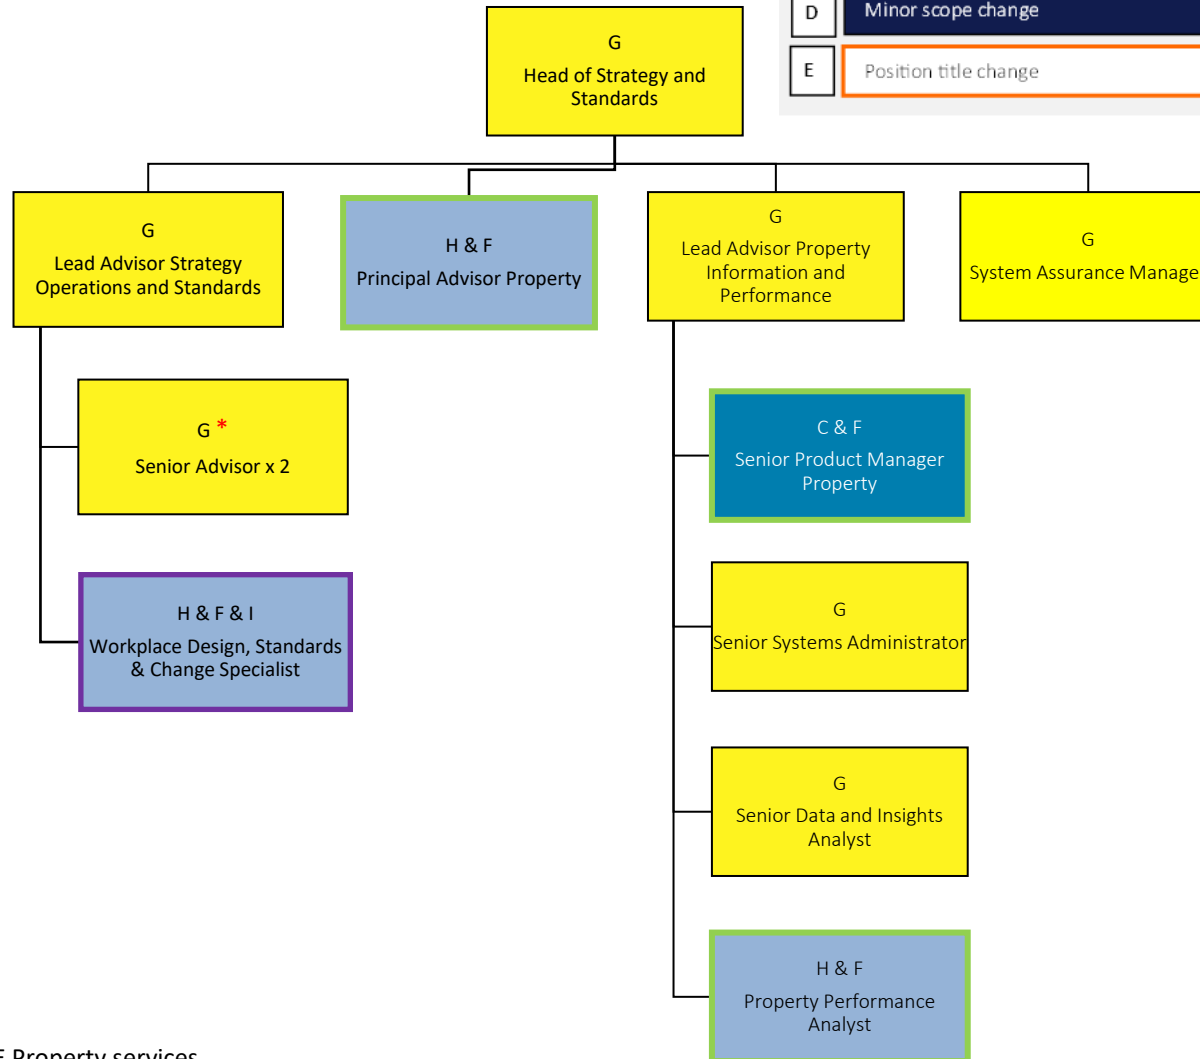 D
Minor scope change
E
Position title change
G
Head of Strategy and
Standards
G
Lead Advisor Strategy
Operations and Standards
H & F
Principal Advisor Property
G
Lead Advisor Property
Information and
Performance
G
System Assurance Manage
G *
Senior Advisor x 2
C & F
Senior Product Manager
Property
H & F & I
Workplace Design, Standards
& Change Specialist
G
Senior Systems Administrator
G
Senior Data and Insights
Analyst
H & F
Property Performance
Analyst
Property services